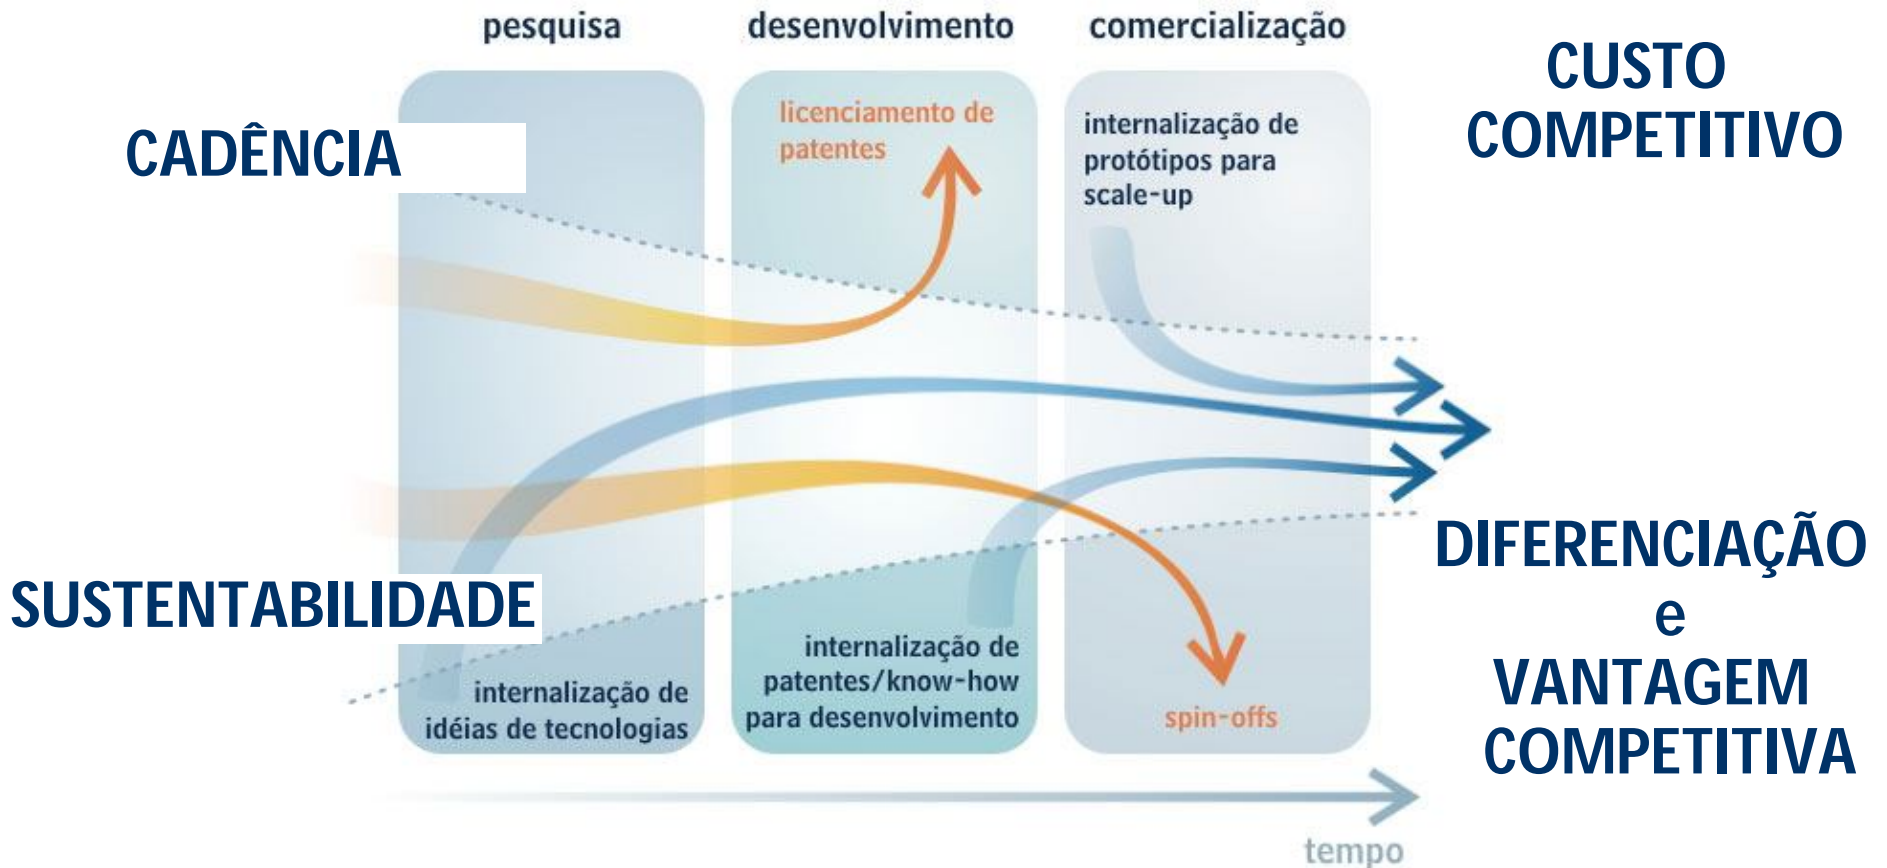 pesquisa
desenvolvimento
comercialização
CUSTO
COMPETITIVO
CADÊNCIA
licenciamento de
patentes
internalização de
protótipos para
scale-up
SUSTENTABILIDADE
internalização de
idéias de tecnologias
internalização de
patentes/know-how
para desenvolvimento
spin-offs
DIFERENCIAÇÃO
e
VANTAGEM
COMPETITIVA
tempo